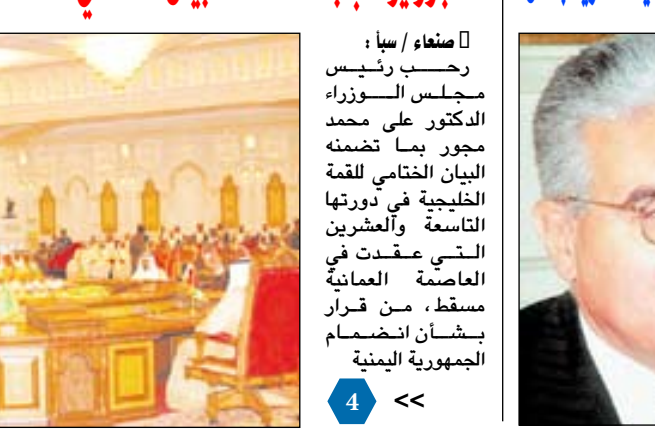 صنعاء / سبأ :
رحب رئيس
مجلس الوزراء
الدكتور علي محمد
مجور بما تضمنه
البيان الختامي للقمة
الخليجية في دورتها
التاسعة والعشرين
التي عقدت في
العاصمة العمانية
مسقط، من قرار
بشأن انضمام
الجمهورية اليمنية
>> 4